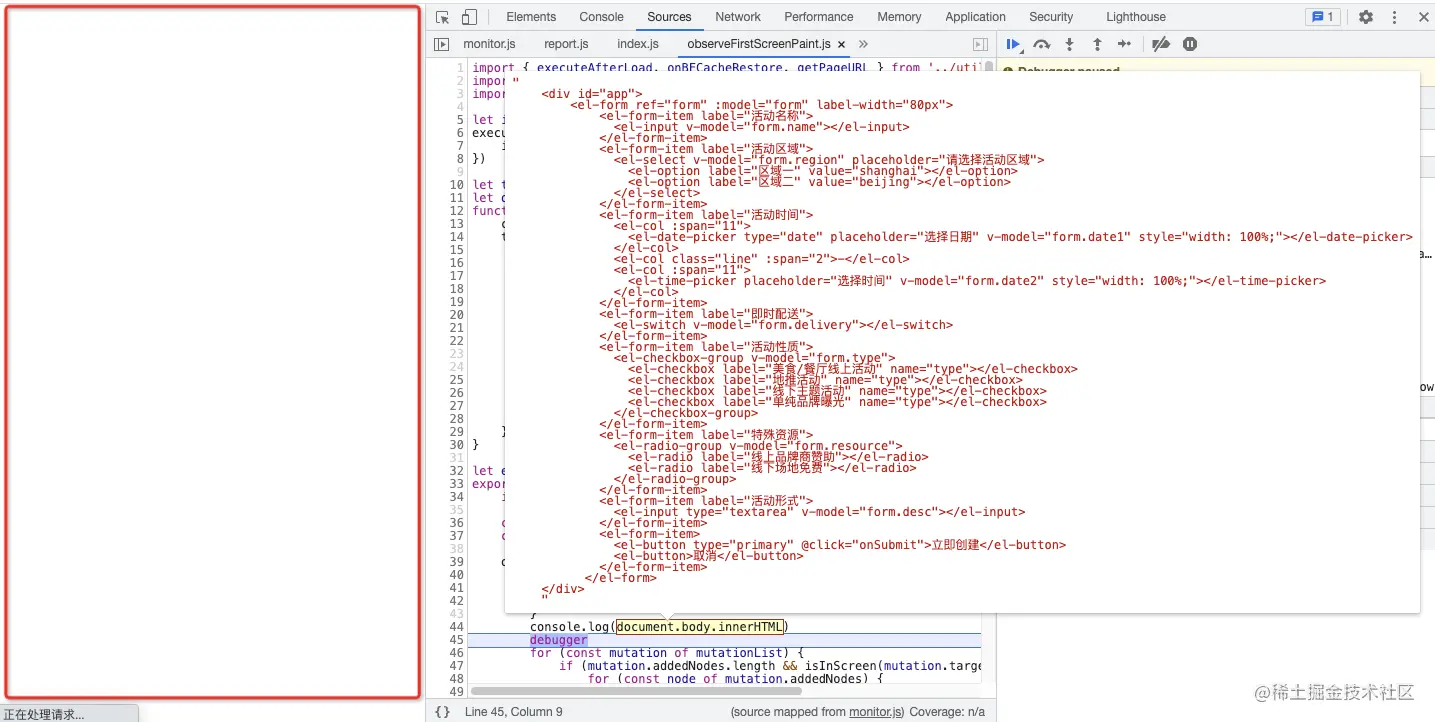 Elements Console Sources Network Performance Memory Application Security Lighthouse 1
monitor.js report.js index.js observeFirstScreenPaint.js × »
Debugger paused
1 import { executeAfterLoad, onBFCacheRestore, getPageURL } from '../util
2 impor
3 impor
4
5 let i
6 execu
7 i
8 })
9
10 let t
11 let d
12 funct
13 c
14 t
15
16
17
18
19
20
21
22
23
24
25
26
27
28
29 }
30 }
31
32 let e
33 expor
34 i
35
36 c
37 c
38
39
40
41
42
"
<div id="app">
<el-form ref="form" :model="form" label-width="80px">
<el-form-item label="活动名称">
<el-input v-model="form.name"></el-input>
</el-form-item>
<el-form-item label="活动区域">
<el-select v-model="form.region" placeholder="请选择活动区域">
<el-option label="区域一" value="shanghai"></el-option>
<el-option label="区域二" value="beijing"></el-option>
</el-select>
</el-form-item>
<el-form-item label="活动时间">
<el-col :span="11">
<el-date-picker type="date" placeholder="选择日期" v-model="form.date1" style="width: 100%;"></el-date-picker>
</el-col>
<el-col class="line" :span="2">-</el-col>
<el-col :span="11">
<el-time-picker placeholder="选择时间" v-model="form.date2" style="width: 100%;"></el-time-picker>
</el-col>
</el-form-item>
<el-form-item label="即时配送">
<el-switch v-model="form.delivery"></el-switch>
</el-form-item>
<el-form-item label="活动性质">
<el-checkbox-group v-model="form.type">
<el-checkbox label="美食/餐厅线上活动" name="type"></el-checkbox>
<el-checkbox label="地推活动" name="type"></el-checkbox>
<el-checkbox label="线下主题活动" name="type"></el-checkbox>
<el-checkbox label="单纯品牌曝光" name="type"></el-checkbox>
</el-checkbox-group>
</el-form-item>
<el-form-item label="特殊资源">
<el-radio-group v-model="form.resource">
<el-radio label="线上品牌商赞助"></el-radio>
<el-radio label="线下场地免费"></el-radio>
</el-radio-group>
</el-form-item>
<el-form-item label="活动形式">
<el-input type="textarea" v-model="form.desc"></el-input>
</el-form-item>
<el-form-item>
<el-button type="primary" @click="onSubmit">立即创建</el-button>
<el-button>取消</el-button>
</el-form-item>
</el-form>
</div>
"
a…
ow
43 }
44 console.log(document.body.innerHTML)
45 debugger
46 for (const mutation of mutationList) {
47 if (mutation.addedNodes.length && isInScreen(mutation.targe
48 for (const node of mutation.addedNodes) {
49
{} Line 45, Column 9 (source mapped from monitor.js) Coverage: n/a
正在处理请求...
@稀土掘金技术社区